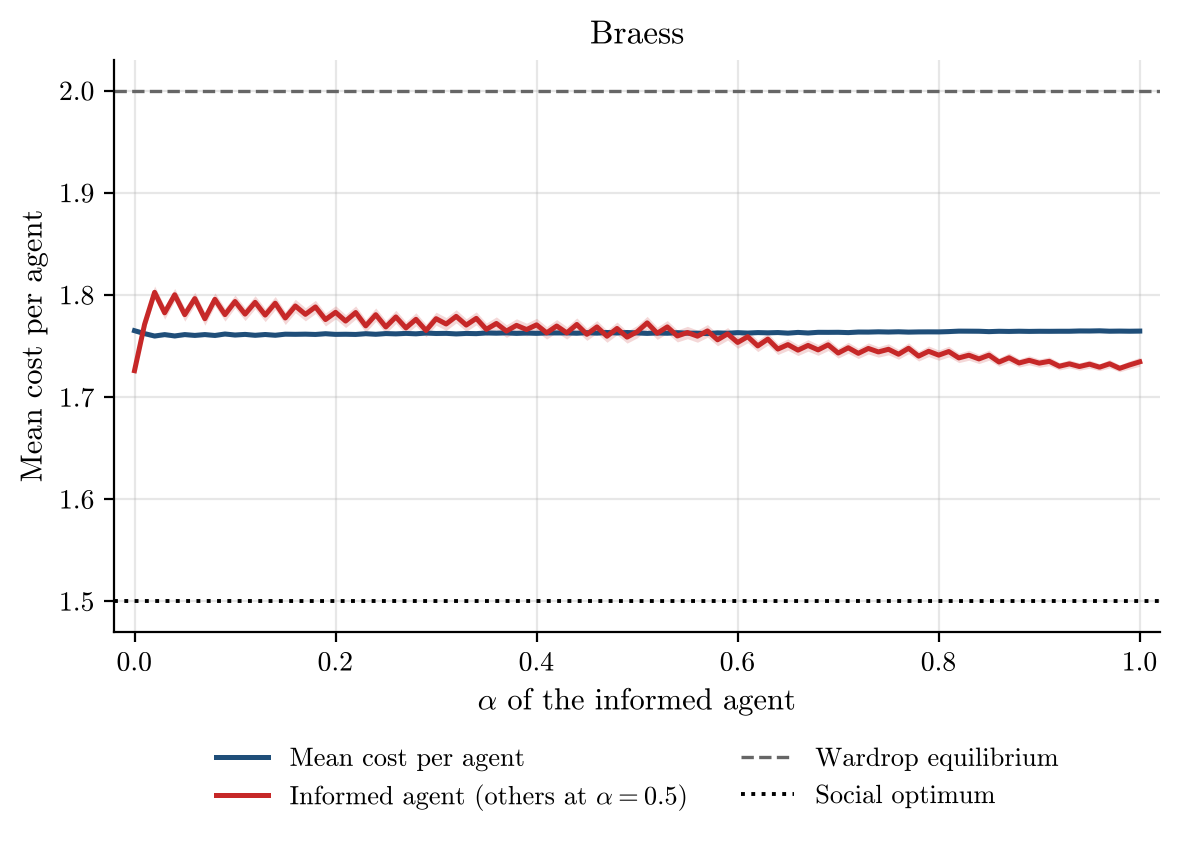 Braess
Mean cost per agent
2.0
1.9
1.8
1.7
1.6
1.5
0.0 0.2 0.4 0.6 0.8 1.0
α of the informed agent
Mean cost per agent
Informed agent (others at α = 0.5)
Wardrop equilibrium
Social optimum